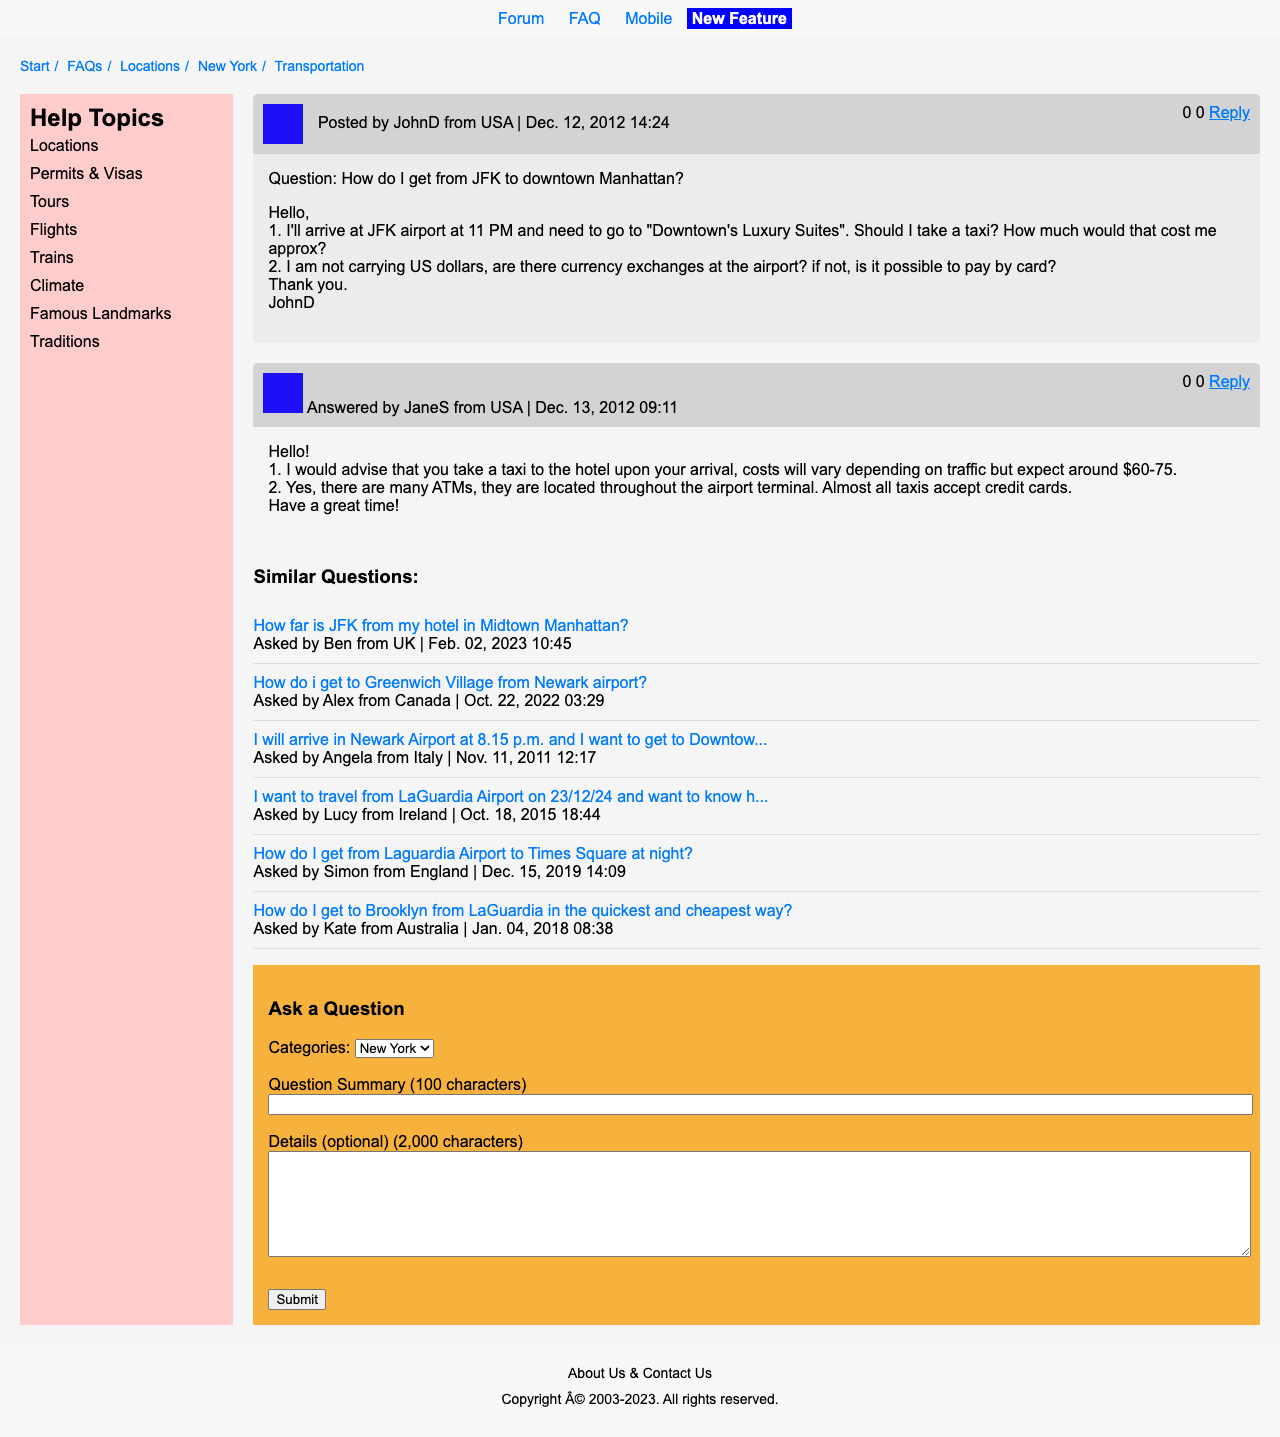 Forum FAQ Mobile New Feature
Start / FAQs / Locations / New York / Transportation
Help Topics
Locations
Permits & Visas
Tours
Flights
Trains
Climate
Famous Landmarks
Traditions
Posted by JohnD from USA | Dec. 12, 2012 14:24
0 0 Reply
Question: How do I get from JFK to downtown Manhattan?
Hello,
1. I'll arrive at JFK airport at 11 PM and need to go to "Downtown's Luxury Suites". Should I take a taxi? How much would that cost me
approx?
2. I am not carrying US dollars, are there currency exchanges at the airport? if not, is it possible to pay by card?
Thank you.
JohnD
0 0 Reply
Answered by JaneS from USA | Dec. 13, 2012 09:11
Hello!
1. I would advise that you take a taxi to the hotel upon your arrival, costs will vary depending on traffic but expect around $60-75.
2. Yes, there are many ATMs, they are located throughout the airport terminal. Almost all taxis accept credit cards.
Have a great time!
Similar Questions:
How far is JFK from my hotel in Midtown Manhattan?
Asked by Ben from UK | Feb. 02, 2023 10:45
How do i get to Greenwich Village from Newark airport?
Asked by Alex from Canada | Oct. 22, 2022 03:29
I will arrive in Newark Airport at 8.15 p.m. and I want to get to Downtow...
Asked by Angela from Italy | Nov. 11, 2011 12:17
I want to travel from LaGuardia Airport on 23/12/24 and want to know h...
Asked by Lucy from Ireland | Oct. 18, 2015 18:44
How do I get from Laguardia Airport to Times Square at night?
Asked by Simon from England | Dec. 15, 2019 14:09
How do I get to Brooklyn from LaGuardia in the quickest and cheapest way?
Asked by Kate from Australia | Jan. 04, 2018 08:38
Ask a Question
Categories: New York
Question Summary (100 characters)
Details (optional) (2,000 characters)
Submit
About Us & Contact Us
Copyright Â© 2003-2023. All rights reserved.